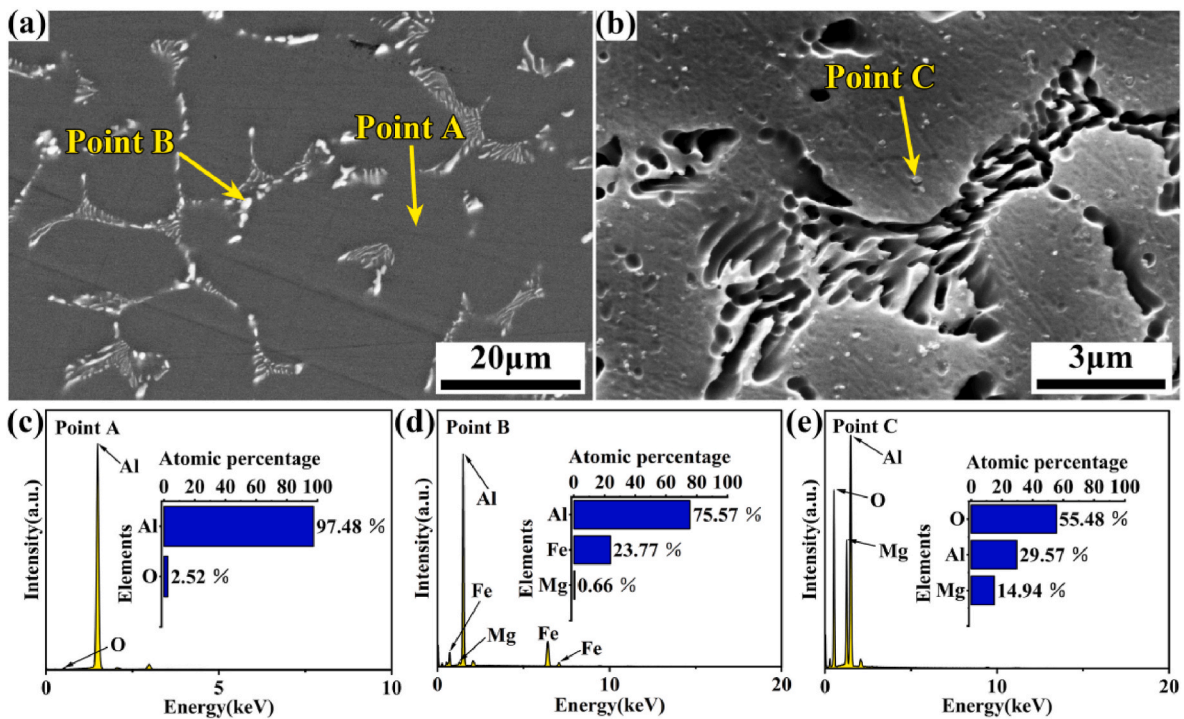 (a)
Point B
Point A
20μm
(b)
Point C
3μm
(c)
Point A
Al
O
Atomic percentage
0 20 40 60 80 100
Elements
Al
97.48 %
O
2.52 %
Intensity(a.u.)
0 5 10
Energy(keV)
(d)
Point B
Al
Fe
Mg
Fe
Fe
Atomic percentage
0 20 40 60 80 100
Elements
Al
75.57 %
Fe
23.77 %
Mg
0.66 %
Intensity(a.u.)
0 10 20
Energy(keV)
(e)
Point C
Al
O
Mg
Atomic percentage
0 20 40 60 80 100
Elements
O
55.48 %
Al
29.57 %
Mg
14.94 %
Intensity(a.u.)
0 10 20
Energy(keV)